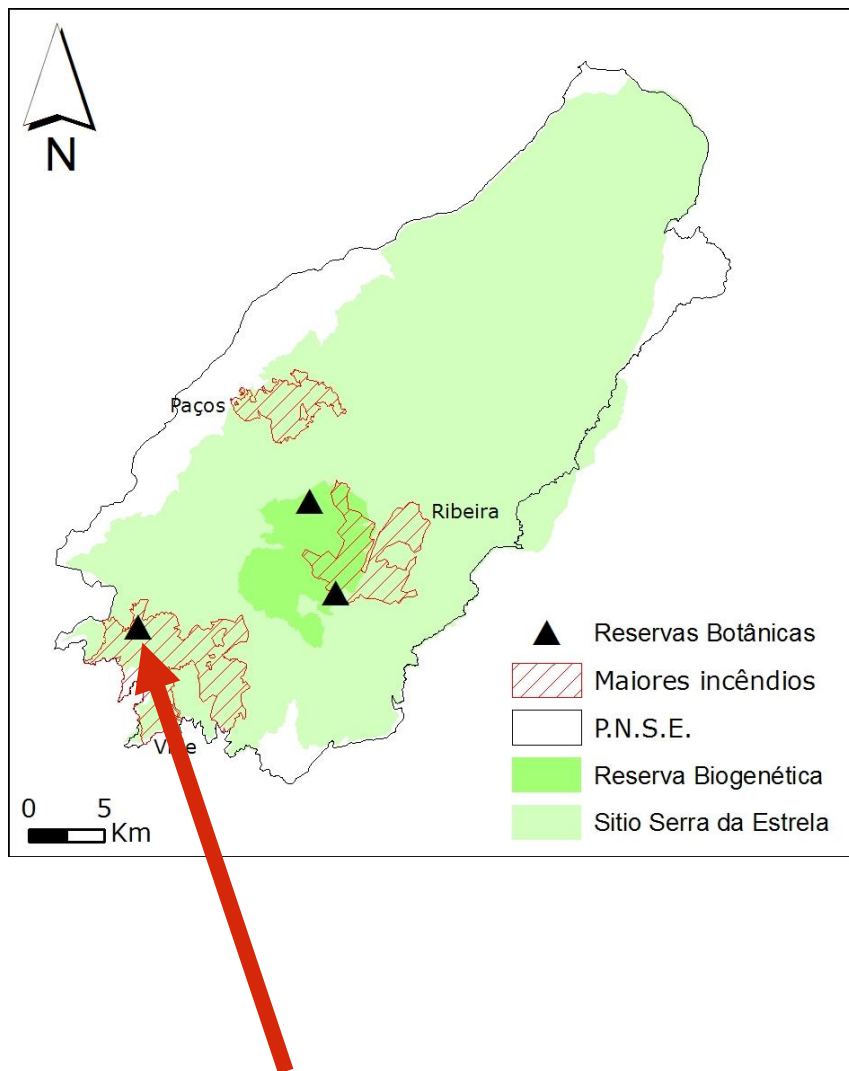 N
Paços
Ribeira
Reservas Botânicas
Maiores incêndios
P.N.S.E.
Reserva Biogenética
Sitio Serra da Estrela
0 5
Km